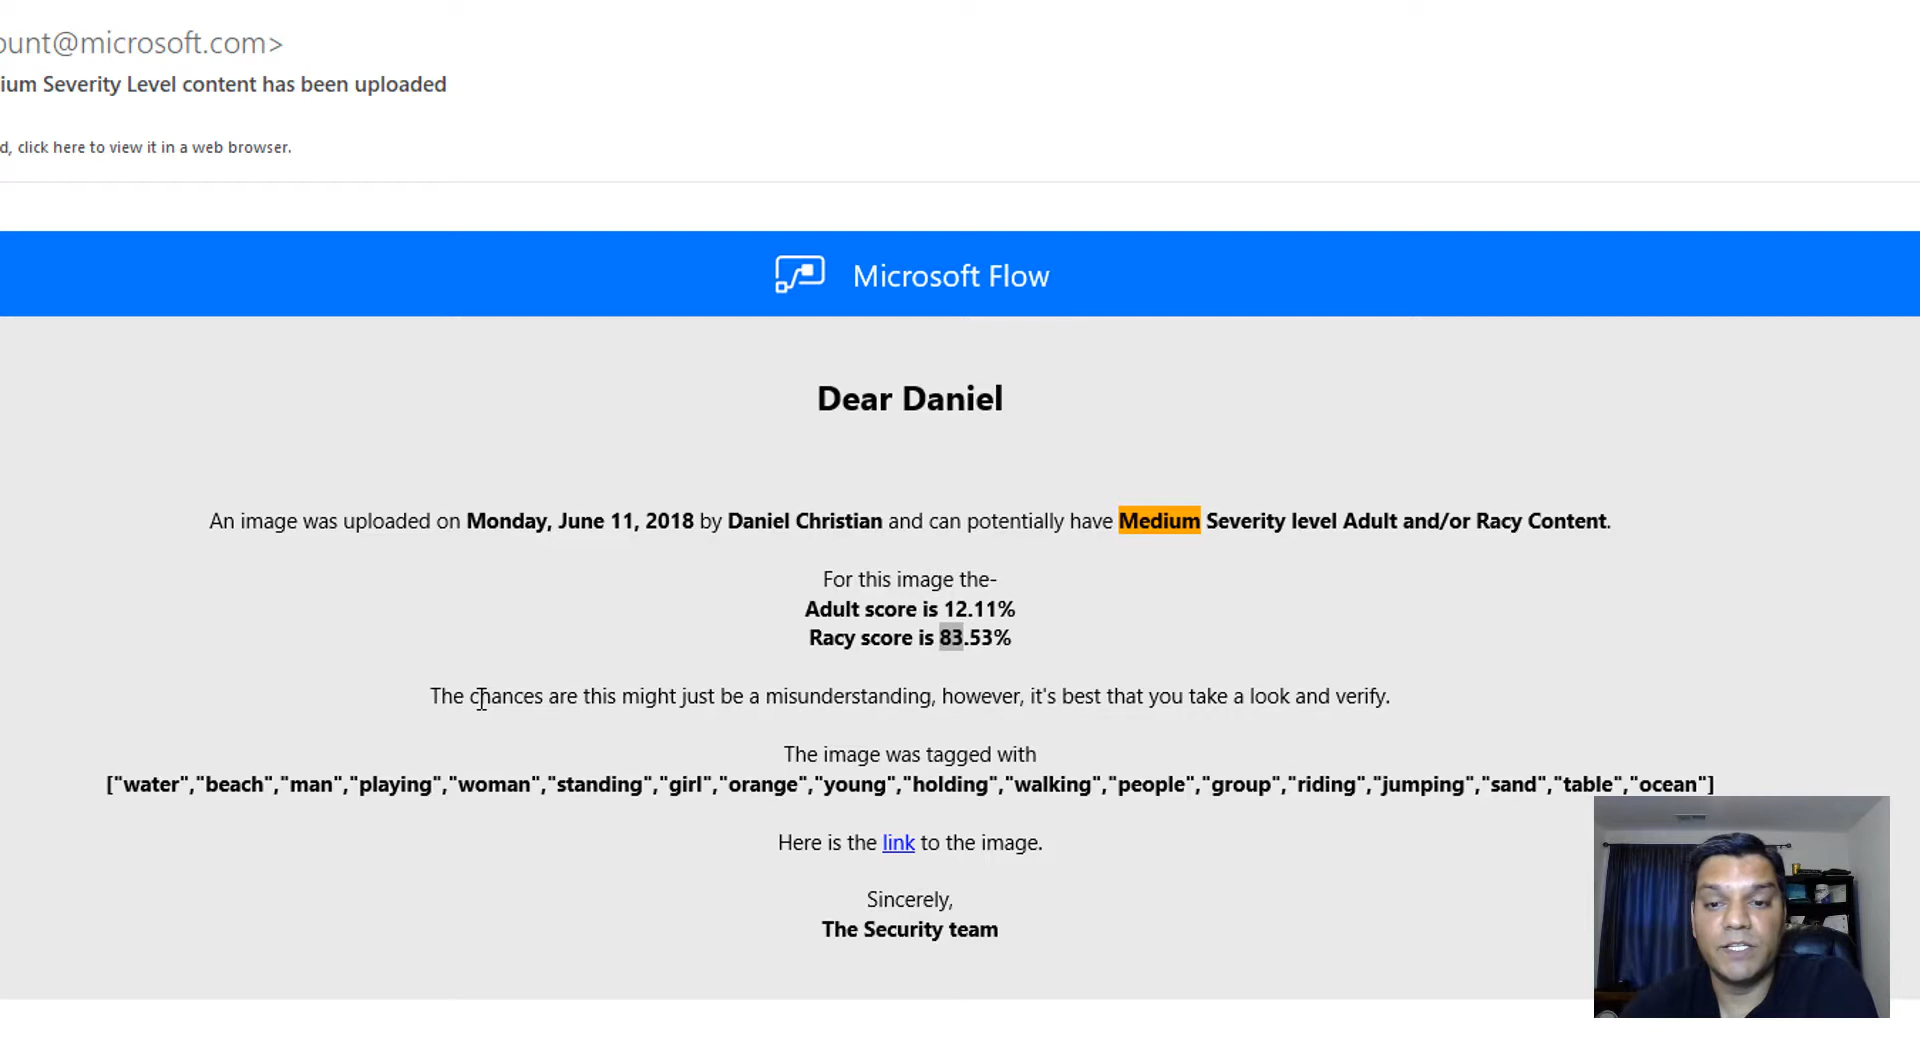 ount@microsoft.com>
ium Severity Level content has been uploaded
d, click here to view it in a web browser.
Microsoft Flow
Dear Daniel
An image was uploaded on Monday, June 11, 2018 by Daniel Christian and can potentially have Medium Severity level Adult and/or Racy Content.
For this image the-
Adult score is 12.11%
Racy score is 83.53%
The chances are this might just be a misunderstanding, however, it's best that you take a look and verify.
The image was tagged with
["water","beach","man","playing","woman","standing","girl","orange","young","holding","walking","people","group","riding","jumping","sand","table","ocean"]
Here is the link to the image.
Sincerely,
The Security team